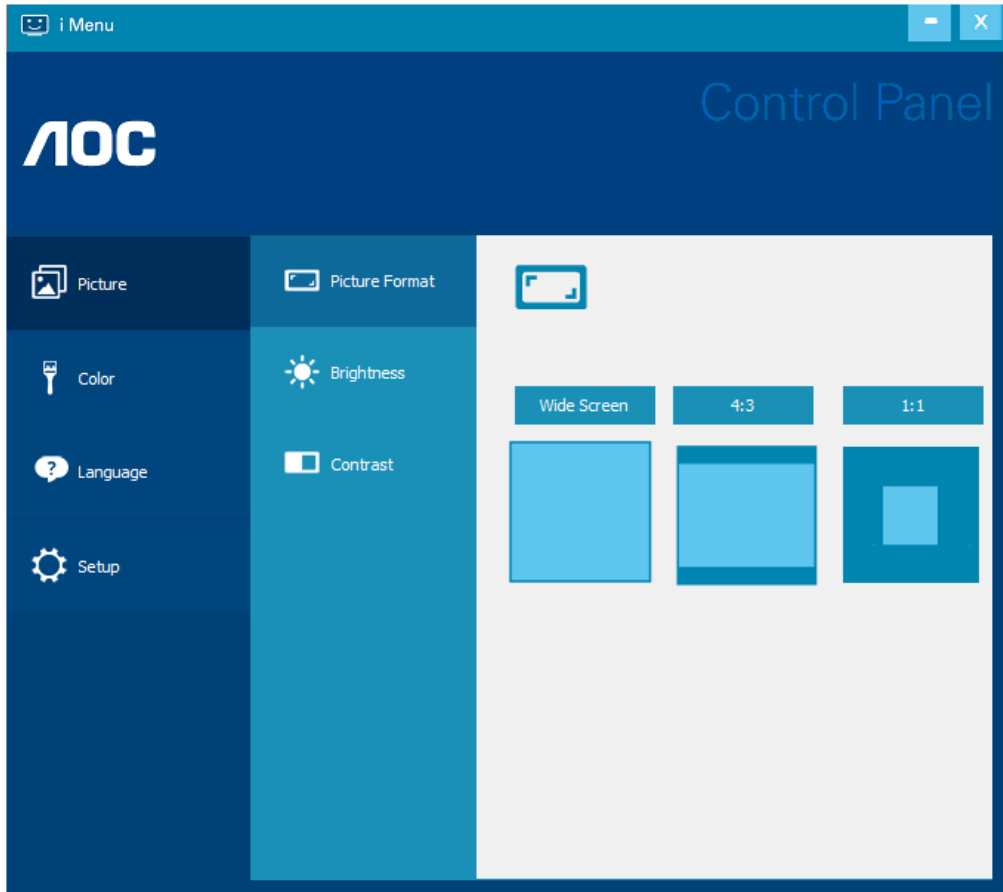 i Menu
X
Control Panel
AOC
Picture
Picture Format
Color
Brightness
Language
Contrast
Setup
Wide Screen
4:3
1:1